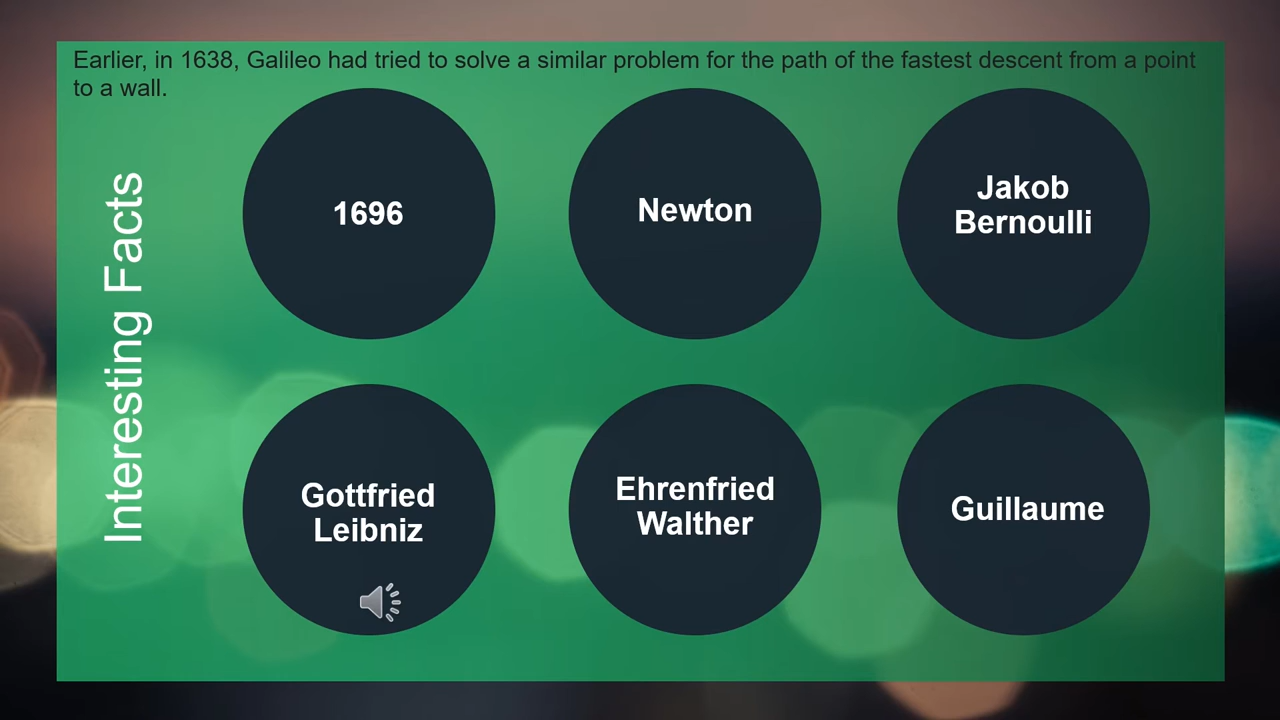 Earlier, in 1638, Galileo had tried to solve a similar problem for the path of the fastest descent from a point
to a wall.
Interesting Facts
1696
Newton
Jakob
Bernoulli
Gottfried
Leibniz
Ehrenfried
Walther
Guillaume